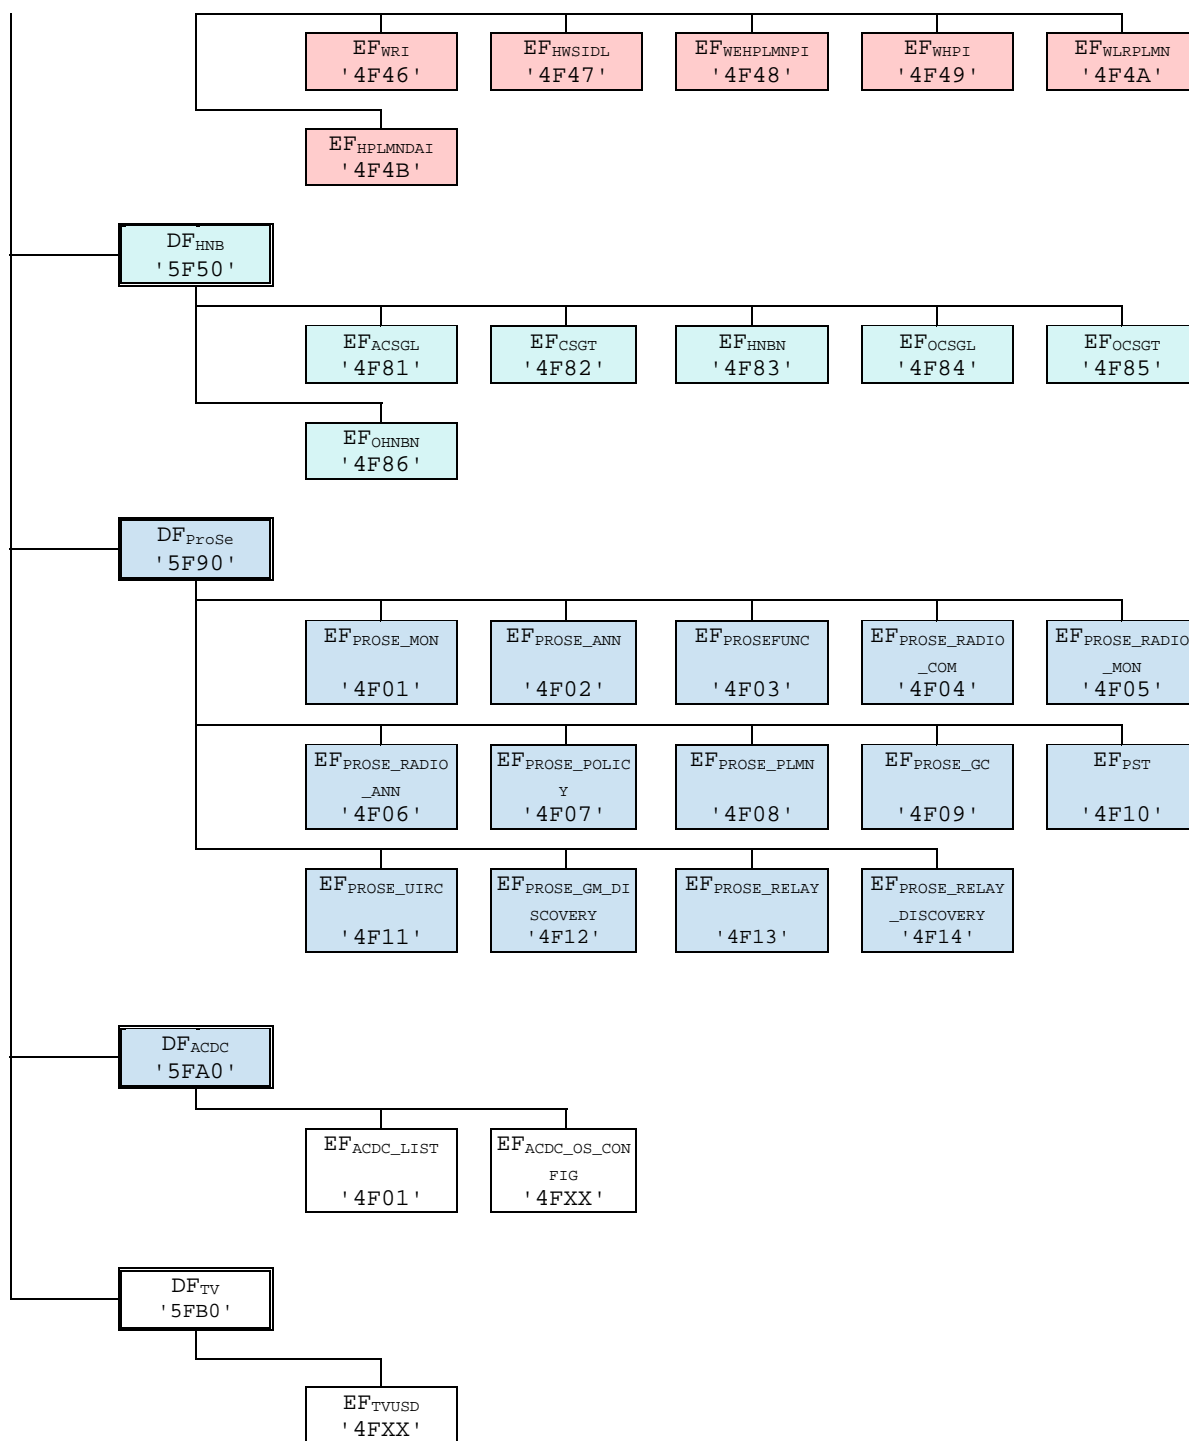 EFWRI EFHWSIDL EFWEHPLMNPI EFWHPI EFWLRPLMN
'4F46' '4F47' '4F48' '4F49' '4F4A'
EFHPLMNDAI
'4F4B'
DFHNB
'5F50'
EFACSGL EFCSGT EFHNBN EFOCSGL EFOCSGT
'4F81' '4F82' '4F83' '4F84' '4F85'
EFOHNBN
'4F86'
DFProSe
'5F90'
EFPROSE_MON EFPROSE_ANN EFPROSEFUNC EFPROSE_RADIO EFPROSE_RADIO
_COM _MON
'4F01' '4F02' '4F03' '4F04' '4F05'
EFPROSE_RADIO EFPROSE_POLIC EFPROSE_PLMN EFPROSE_GC EFPST
_ANN Y
'4F06' '4F07' '4F08' '4F09' '4F10'
EFPROSE_UIRC EFPROSE_GM_DI EFPROSE_RELAY EFPROSE_RELAY
SCOVERY _DISCOVERY
'4F11' '4F12' '4F13' '4F14'
DFACDC
'5FA0'
EFACDC_LIST EFACDC_OS_CON
FIG
'4F01' '4FXX'
DFTV
'5FB0'
EFTVUSD
'4FXX'